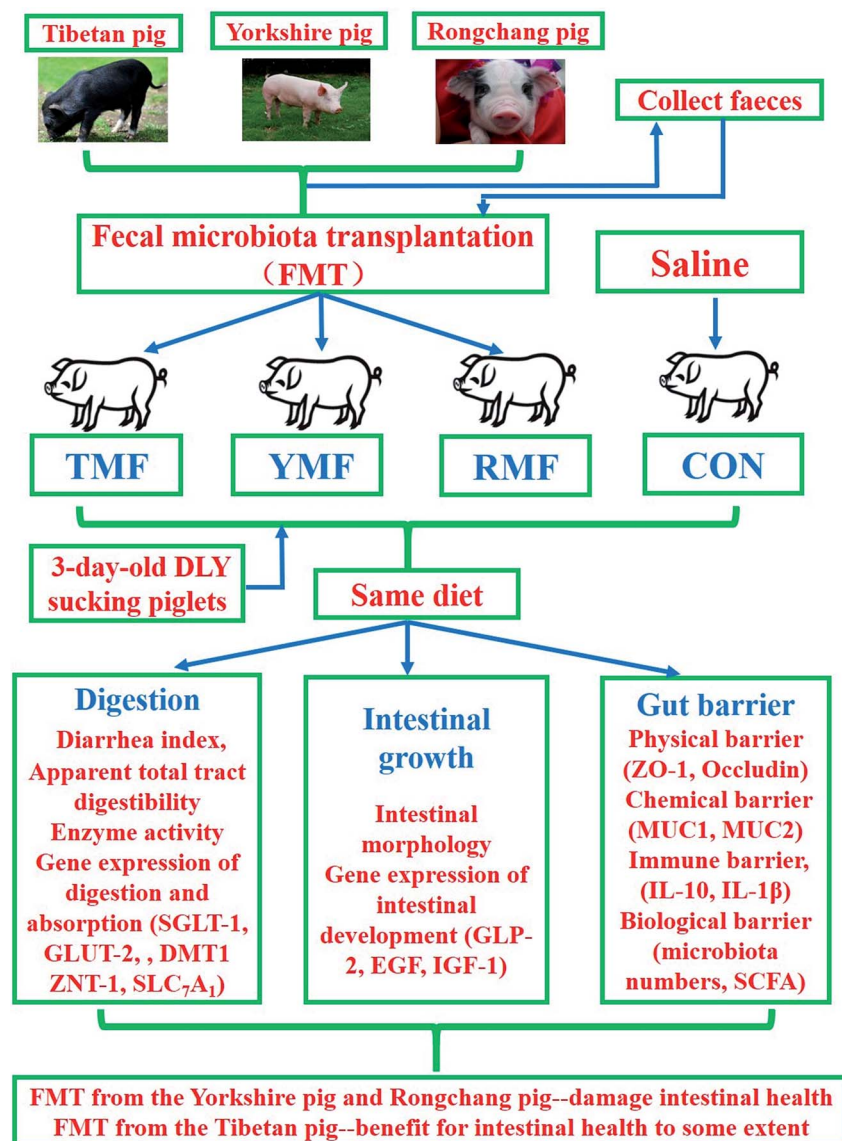 Tibetan pig
Yorkshire pig
Rongchang pig
Collect faeces
Fecal microbiota transplantation
（FMT）
Saline
TMF
YMF
RMF
CON
3-day-old DLY
sucking piglets
Same diet
Digestion
Diarrhea index,
Apparent total tract
digestibility
Enzyme activity
Gene expression of
digestion and
absorption (SGLT-1,
GLUT-2, , DMT1
ZNT-1, SLC₇A₁)
Intestinal
growth
Intestinal
morphology
Gene expression of
intestinal
development (GLP-
2, EGF, IGF-1)
Gut barrier
Physical barrier
(ZO-1, Occludin)
Chemical barrier
(MUC1, MUC2)
Immune barrier,
(IL-10, IL-1β)
Biological barrier
(microbiota
numbers, SCFA)
FMT from the Yorkshire pig and Rongchang pig--damage intestinal health
FMT from the Tibetan pig--benefit for intestinal health to some extent